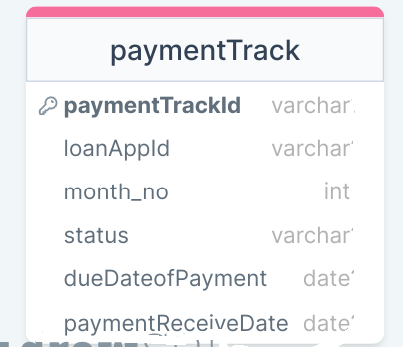 paymentTrack
paymentTrackId varchar
loanAppId varchar
month_no int
status varchar
dueDateofPayment date
paymentReceiveDate date